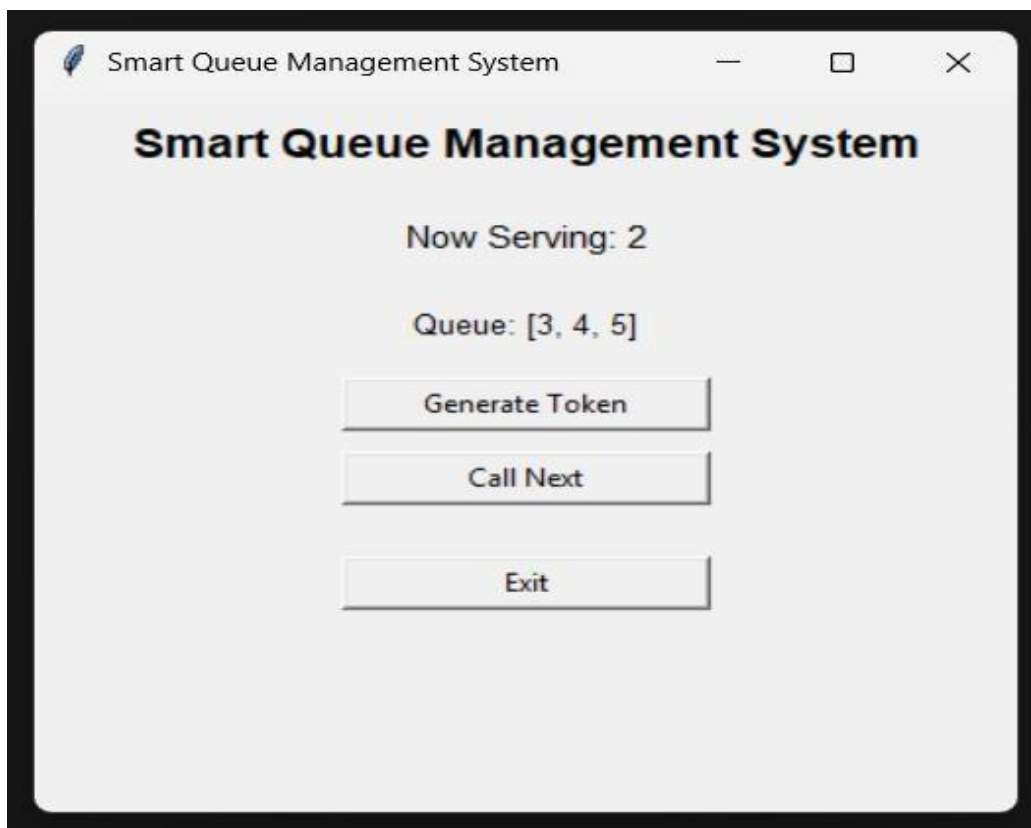 Smart Queue Management System
Smart Queue Management System
Now Serving: 2
Queue: [3, 4, 5]
Generate Token
Call Next
Exit